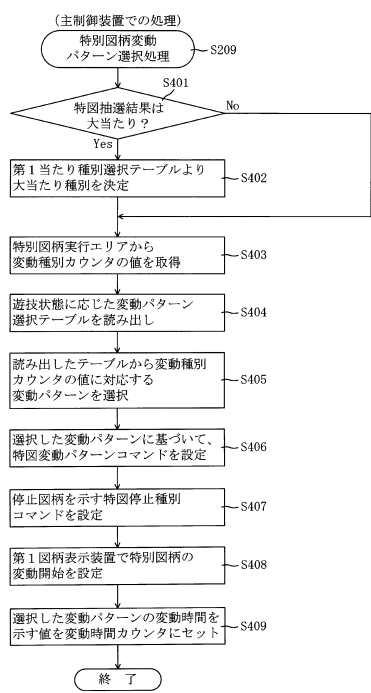 (主制御装置での処理)
特別図柄変動
パターン選択処理
S209
S401
特図抽選結果は
大当たり?
No
Yes
第1当たり種別選択テーブルより
大当たり種別を決定
S402
特別図柄実行エリアから
変動種別カウンタの値を取得
S403
遊技状態に応じた変動パターン
選択テーブルを読み出し
S404
読み出したテーブルから変動種別
カウンタの値に対応する
変動パターンを選択
S405
選択した変動パターンに基づいて、
特図変動パターンコマンドを設定
S406
停止図柄を示す特図停止種別
コマンドを設定
S407
第1図柄表示装置で特別図柄の
変動開始を設定
S408
選択した変動パターンの変動時間を
示す値を変動時間カウンタにセット
S409
終 了